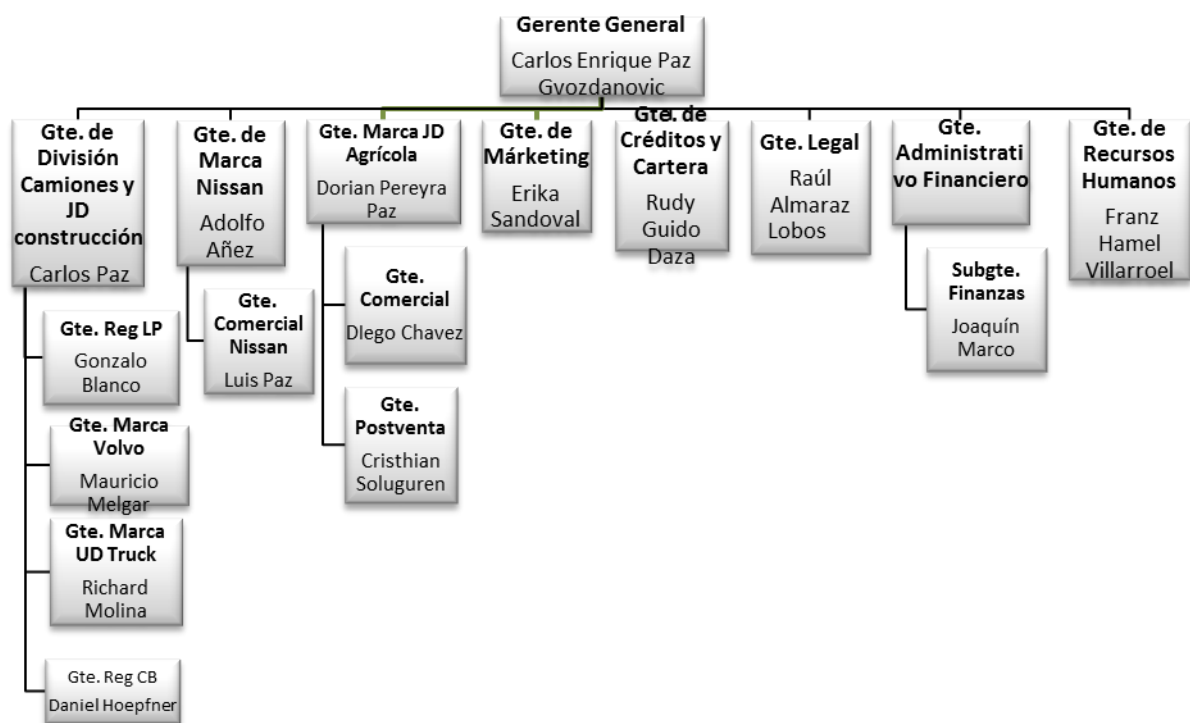 Gerente General
Carlos Enrique Paz
Gvozdanovic
Gte. de
División
Camiones y
JD
construcción
Carlos Paz
Gte. Reg LP
Gonzalo
Blanco
Gte. Marca
Volvo
Mauricio
Melgar
Gte. Marca
UD Truck
Richard
Molina
Gte. Reg CB
Daniel Hoepfner
Gte. de
Marca
Nissan
Adolfo
Añez
Gte.
Comercial
Nissan
Luis Paz
Gte. Marca JD
Agrícola
Dorian Pereyra
Paz
Gte.
Comercial
DIego Chavez
Gte.
Postventa
Cristhian
Soluguren
Gte. de
Márketing
Erika
Sandoval
Gte. de
Créditos y
Cartera
Rudy
Guido
Daza
Gte. Legal
Raúl
Almaraz
Lobos
Gte.
Administrati
vo Financiero
Subgte.
Finanzas
Joaquín
Marco
Gte. de
Recursos
Humanos
Franz
Hamel
Villarroel